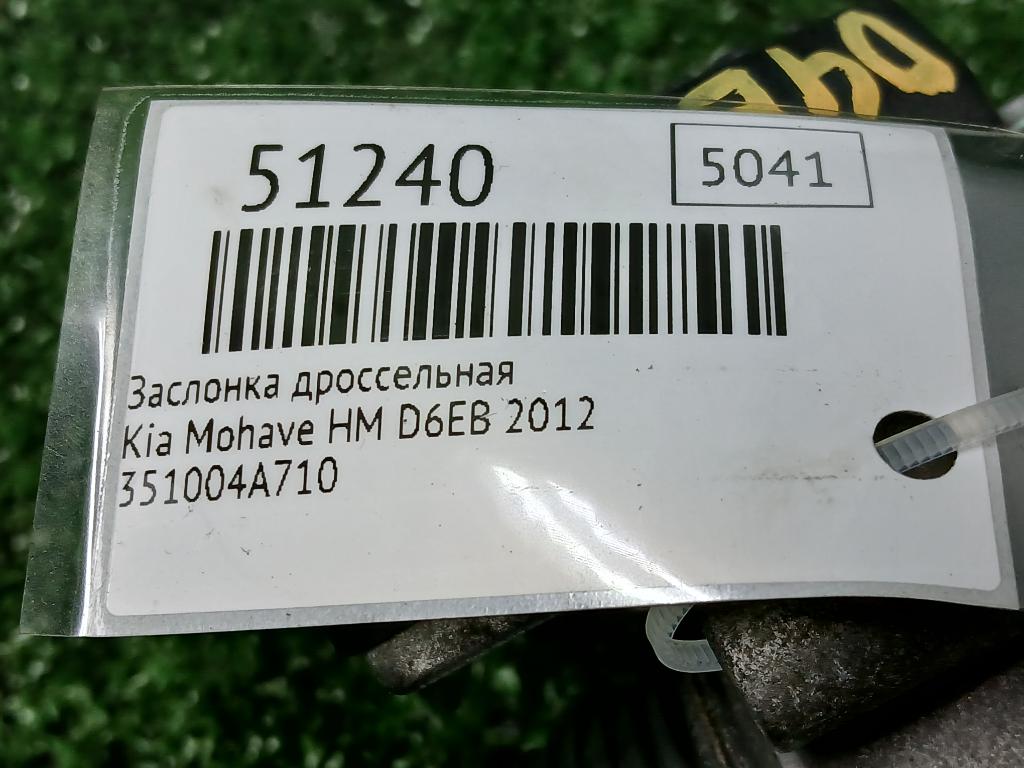 51240
5041
Заслонка дроссельная
Kia Mohave HM D6EB 2012
351004A710